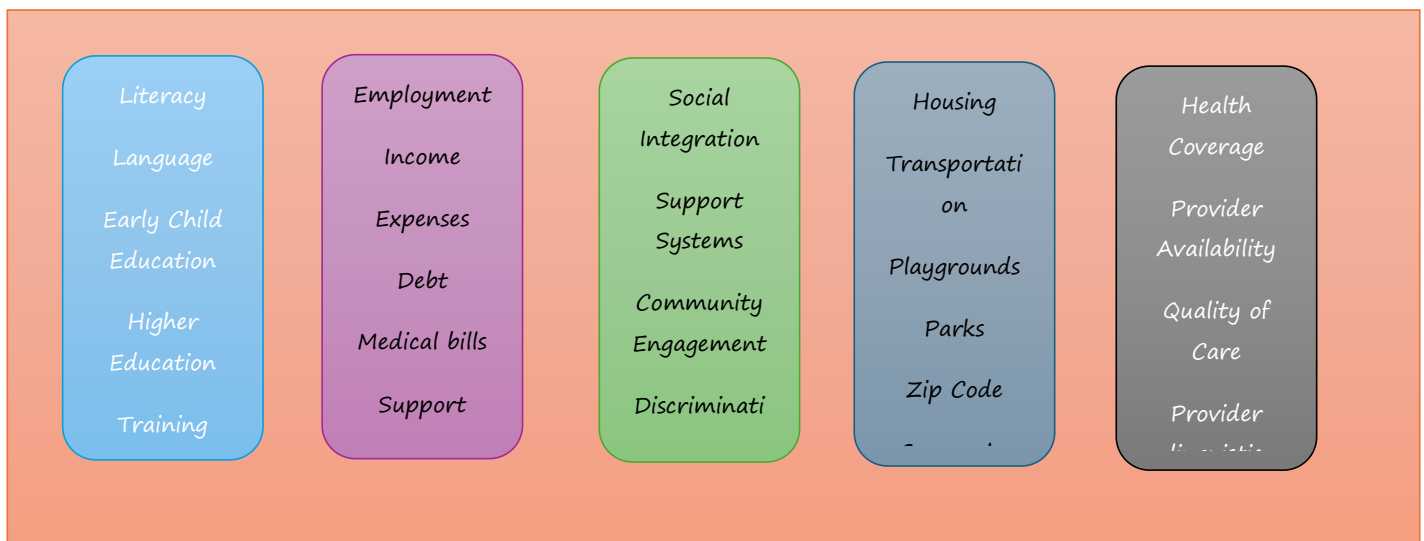 Literacy
Language
Early Child
Education
Higher
Education
Training
Employment
Income
Expenses
Debt
Medical bills
Support
Social
Integration
Support
Systems
Community
Engagement
Discriminati
Housing
Transportati
on
Playgrounds
Parks
Zip Code
Health
Coverage
Provider
Availability
Quality of
Care
Provider